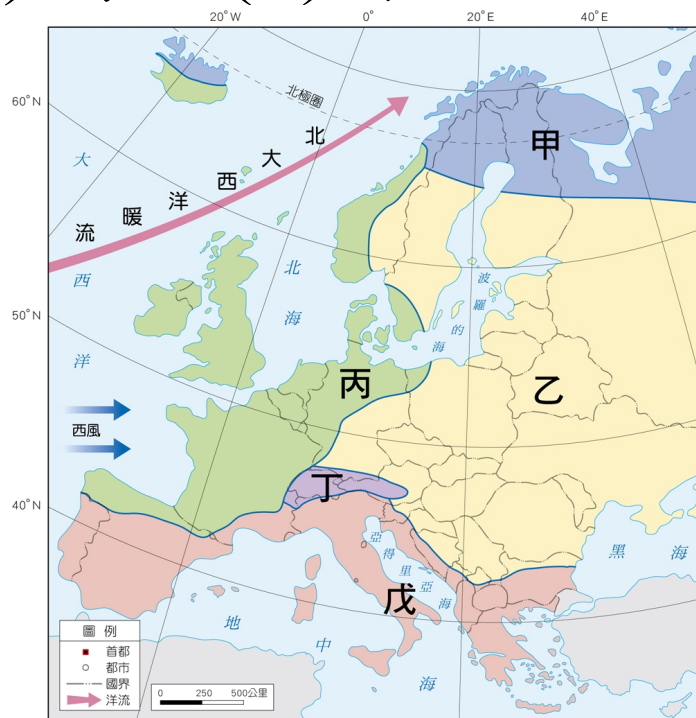 20°W
0°
20°E
40°E
60°N
50°N
40°N
北極圈
甲
北
大
西
洋
暖
流
大
西
洋
北
海
波
羅
的
海
丙
乙
西風
丁
亞
得
里
亞
海
黑
海
戊
地
中
海
圖 例
首都
都市
國界
洋流
0 250 500公里